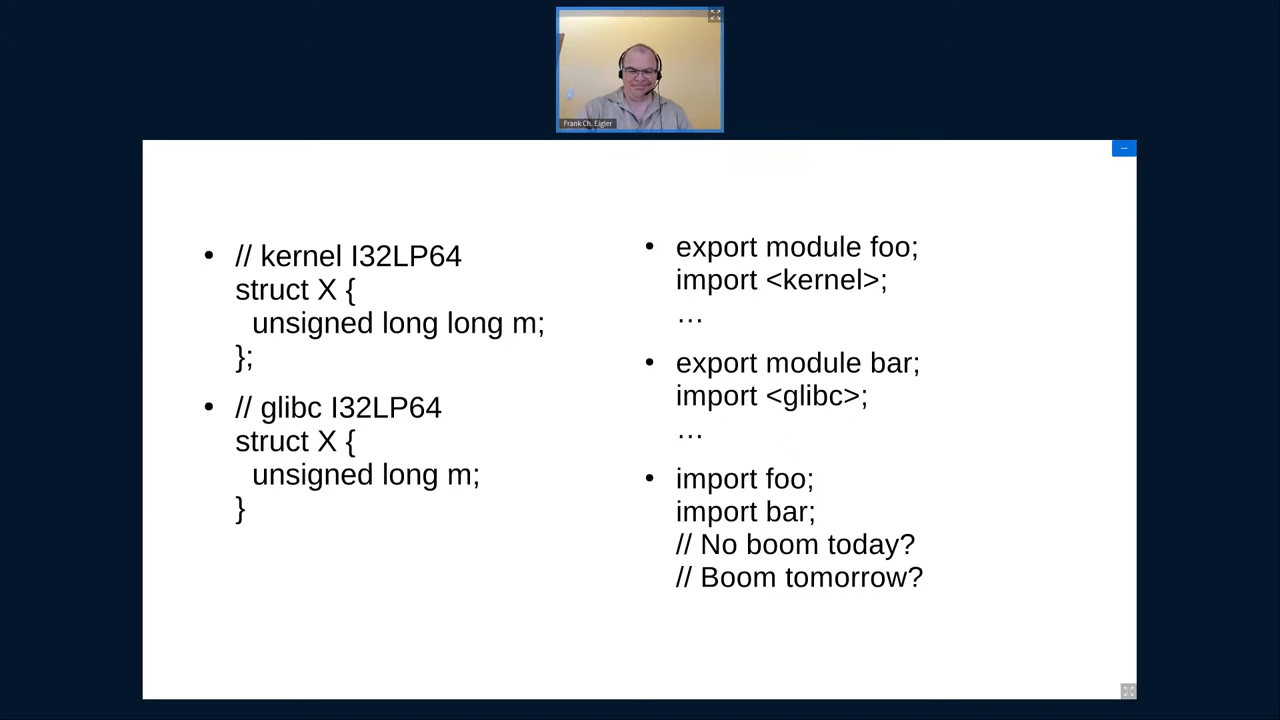 Frank Ch. Eigler
• // kernel I32LP64
struct X {
unsigned long long m;
};
• // glibc I32LP64
struct X {
unsigned long m;
}
• export module foo;
import <kernel>;
…
• export module bar;
import <glibc>;
…
• import foo;
import bar;
// No boom today?
// Boom tomorrow?